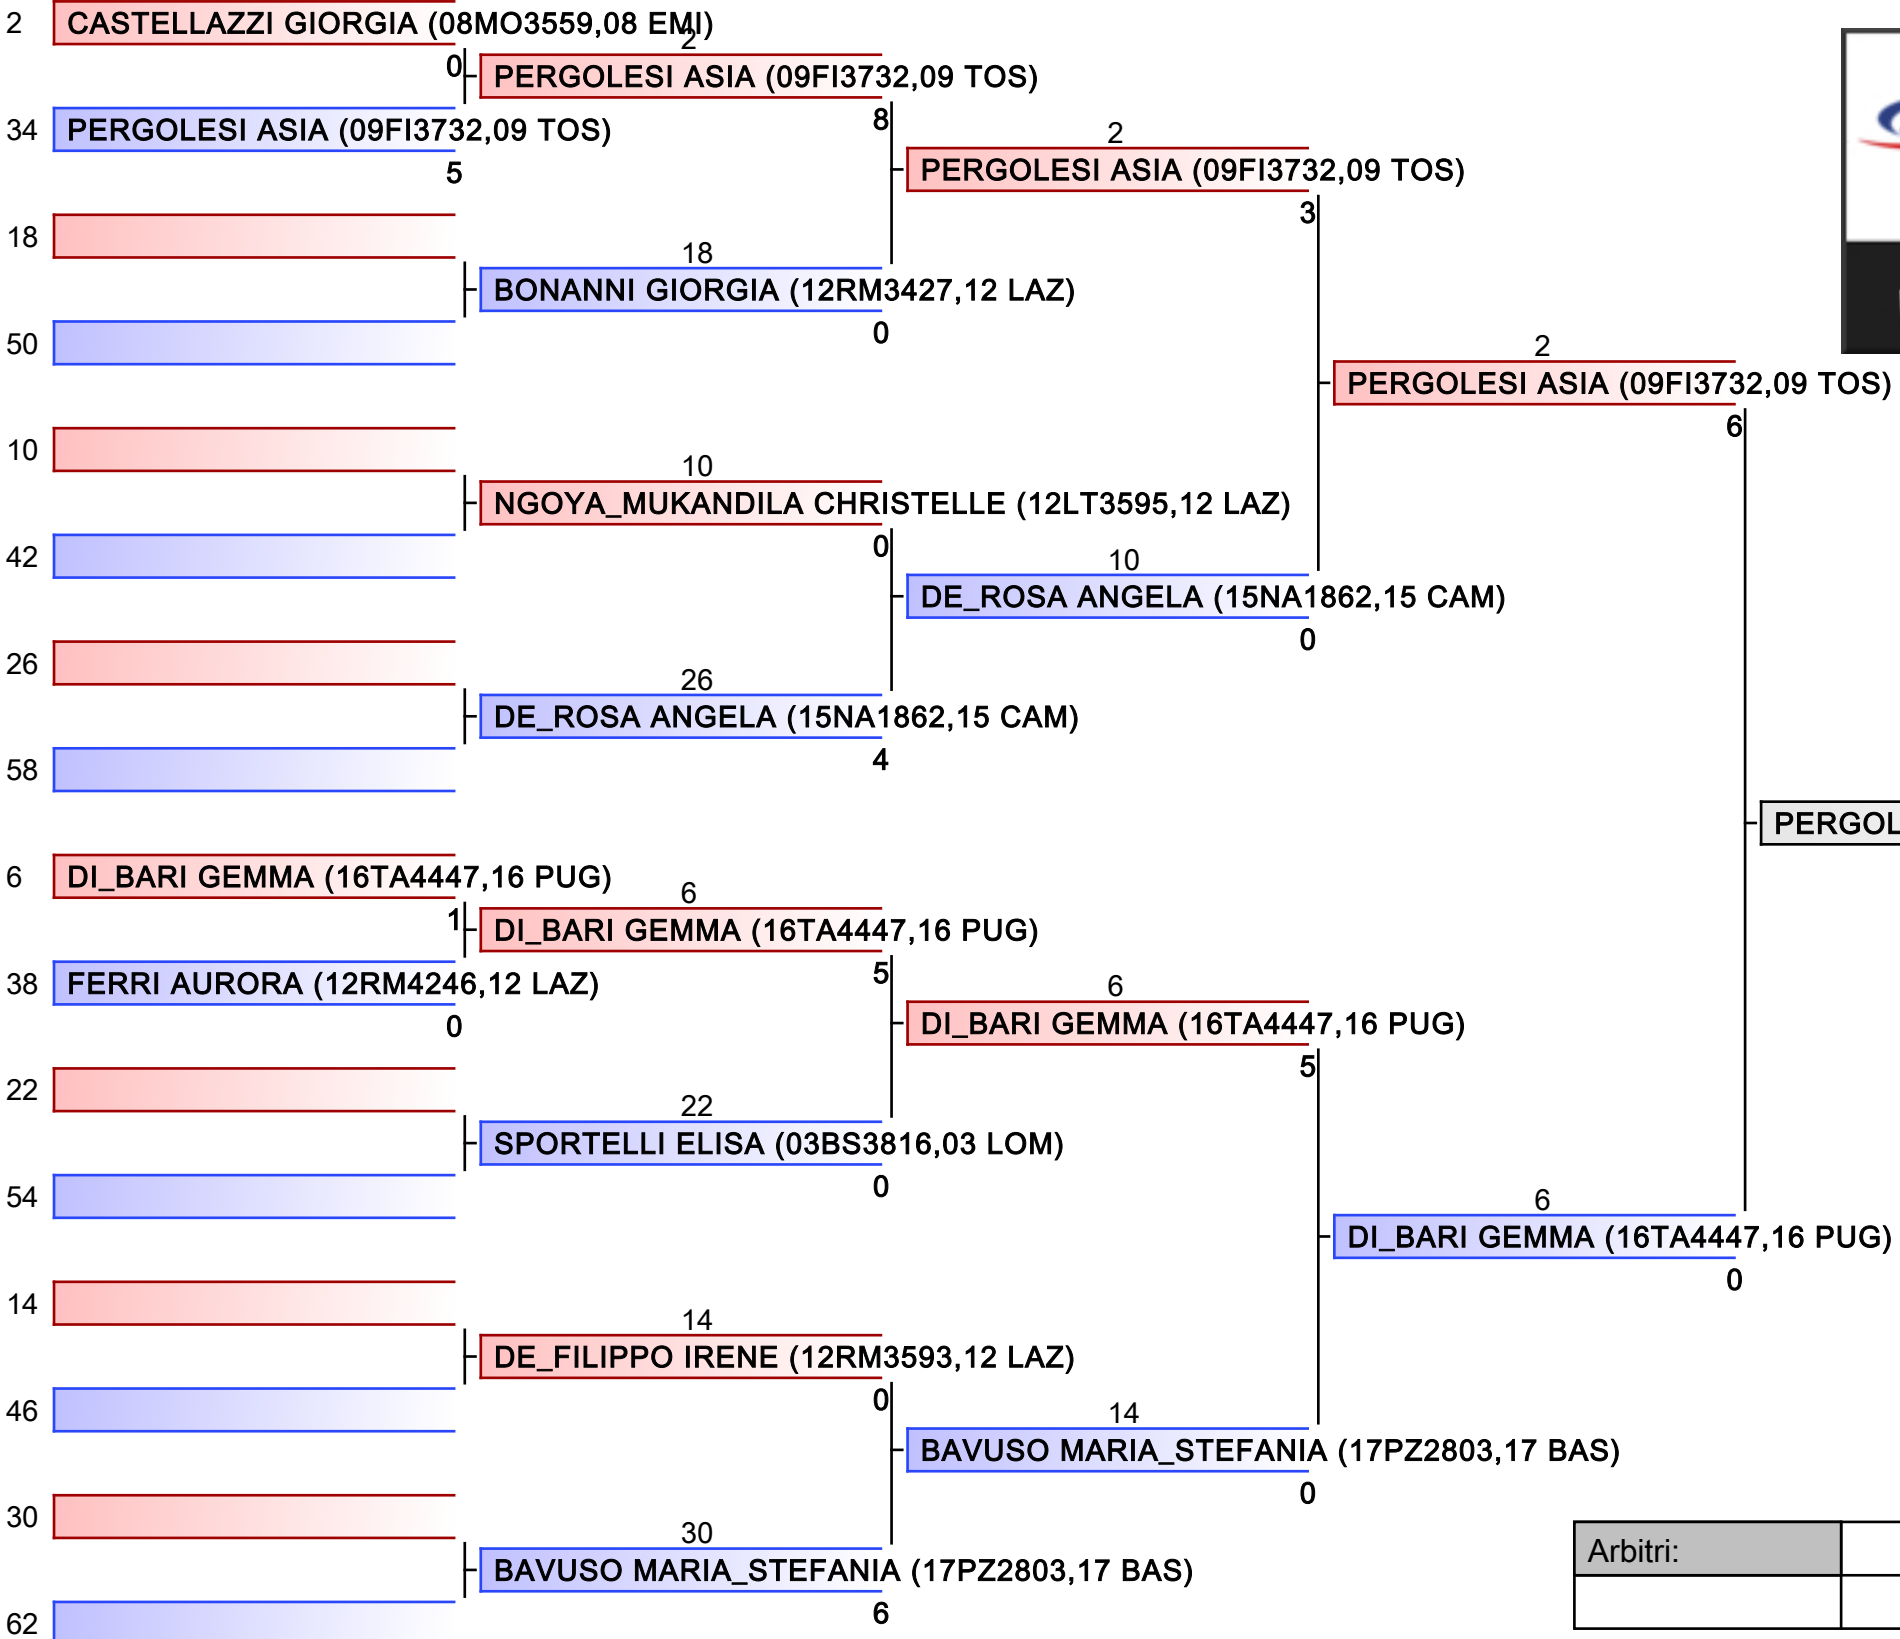 2 CASTELLAZZI GIORGIA (08MO3559,08 EMI)
0
34 PERGOLESI ASIA (09FI3732,09 TOS)
5
18
50
10
42
26
58
6 DI_BARI GEMMA (16TA4447,16 PUG)
1
38 FERRI AURORA (12RM4246,12 LAZ)
0
22
54
14
46
30
62
2
PERGOLESI ASIA (09FI3732,09 TOS)
8
18
BONANNI GIORGIA (12RM3427,12 LAZ)
0
10
NGOYA_MUKANDILA CHRISTELLE (12LT3595,12 LAZ)
0
26
DE_ROSA ANGELA (15NA1862,15 CAM)
4
6
DI_BARI GEMMA (16TA4447,16 PUG)
5
22
SPORTELLI ELISA (03BS3816,03 LOM)
0
14
DE_FILIPPO IRENE (12RM3593,12 LAZ)
0
30
BAVUSO MARIA_STEFANIA (17PZ2803,17 BAS)
6
2
PERGOLESI ASIA (09FI3732,09 TOS)
3
10
DE_ROSA ANGELA (15NA1862,15 CAM)
0
6
DI_BARI GEMMA (16TA4447,16 PUG)
5
14
BAVUSO MARIA_STEFANIA (17PZ2803,17 BAS)
0
2
PERGOLESI ASIA (09FI3732,09 TOS)
6
6
DI_BARI GEMMA (16TA4447,16 PUG)
0
PERGOL
Arbitri: